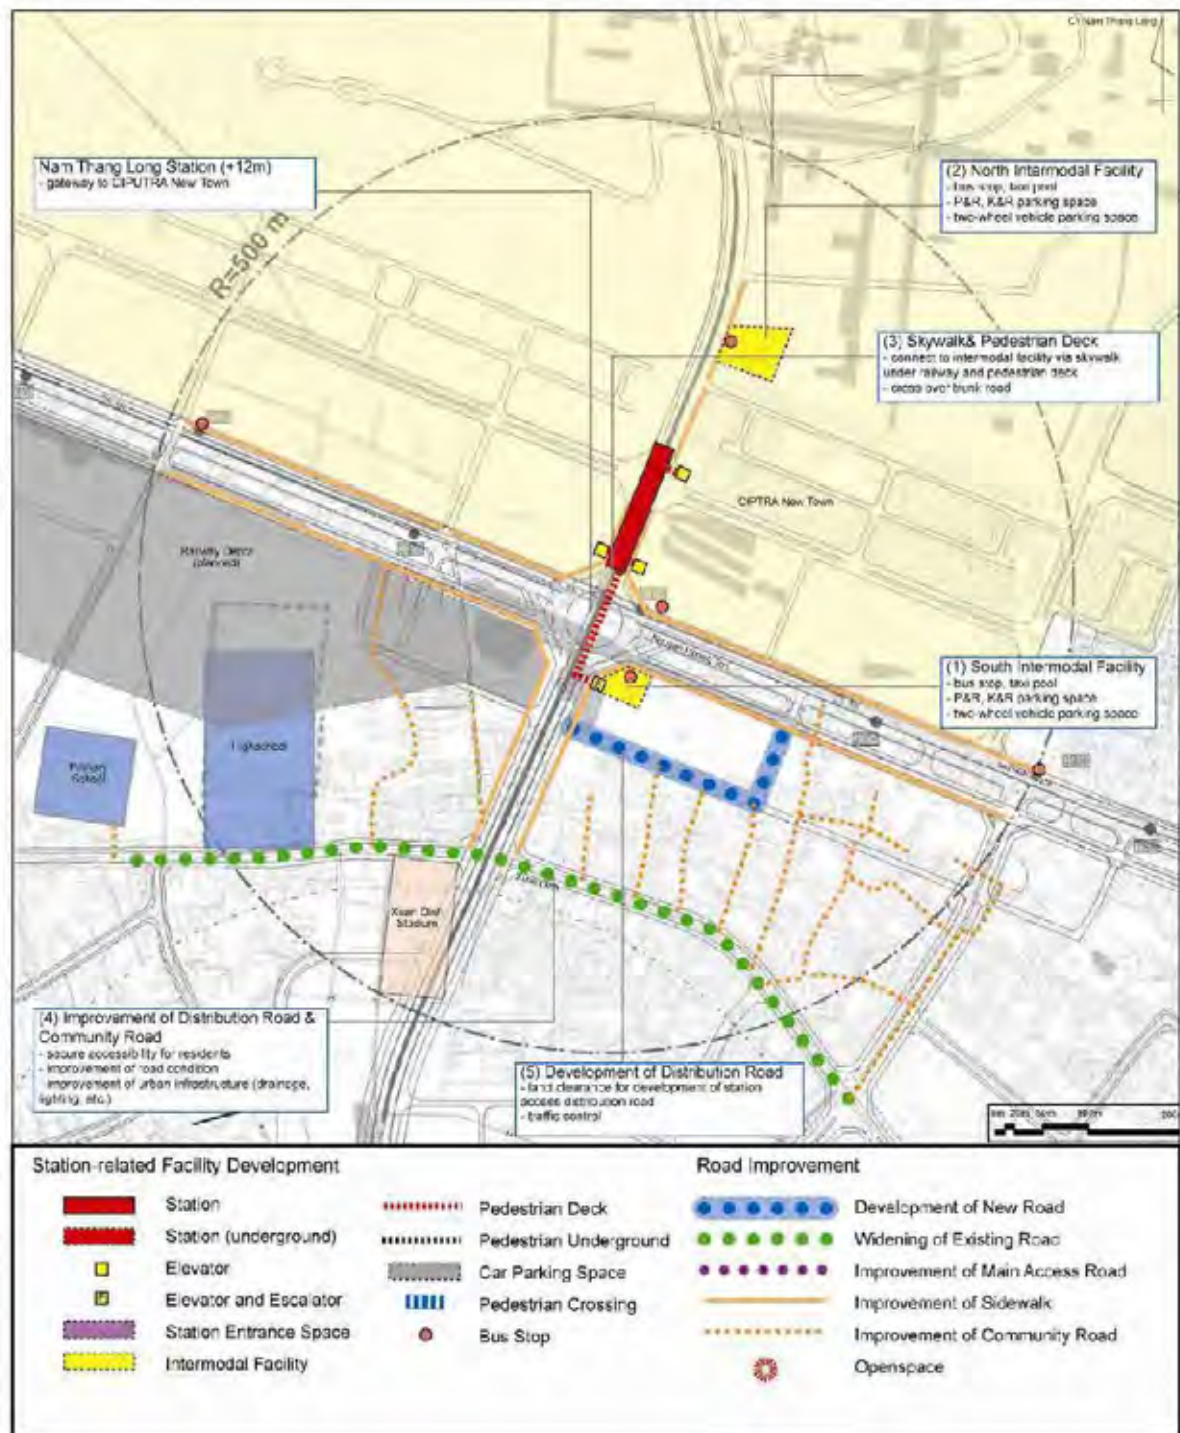 Nam Thang Long Station (+12m)
- gateway to CIPUTRA New Town
R=500 m
(2) North Intermodal Facility
- bus stop, taxi pool
- P&R, K&R parking space
- two-wheel vehicle parking space
(3) Skywalk& Pedestrian Deck
- connect to intermodal facility via skywalk
under railway and pedestrian deck
- cross over trunk road
CIPTRA New Town
Railway Depot
(planned)
(1) South Intermodal Facility
- bus stop, taxi pool
- P&R, K&R parking space
- two-wheel vehicle parking space
Highschool
School
Xuan Dinh
Stadium
(4) Improvement of Distribution Road &
Community Road
- secure accessibility for residents
- improvement of road condition
- improvement of urban infrastructure (drainage,
lighting, etc.)
(5) Development of Distribution Road
- land clearance for development of station
access distribution road
- traffic control
Station-related Facility Development
Station
Station (underground)
Elevator
Elevator and Escalator
Station Entrance Space
Intermodal Facility
Pedestrian Deck
Pedestrian Underground
Car Parking Space
Pedestrian Crossing
Bus Stop
Road Improvement
Development of New Road
Widening of Existing Road
Improvement of Main Access Road
Improvement of Sidewalk
Improvement of Community Road
Openspace